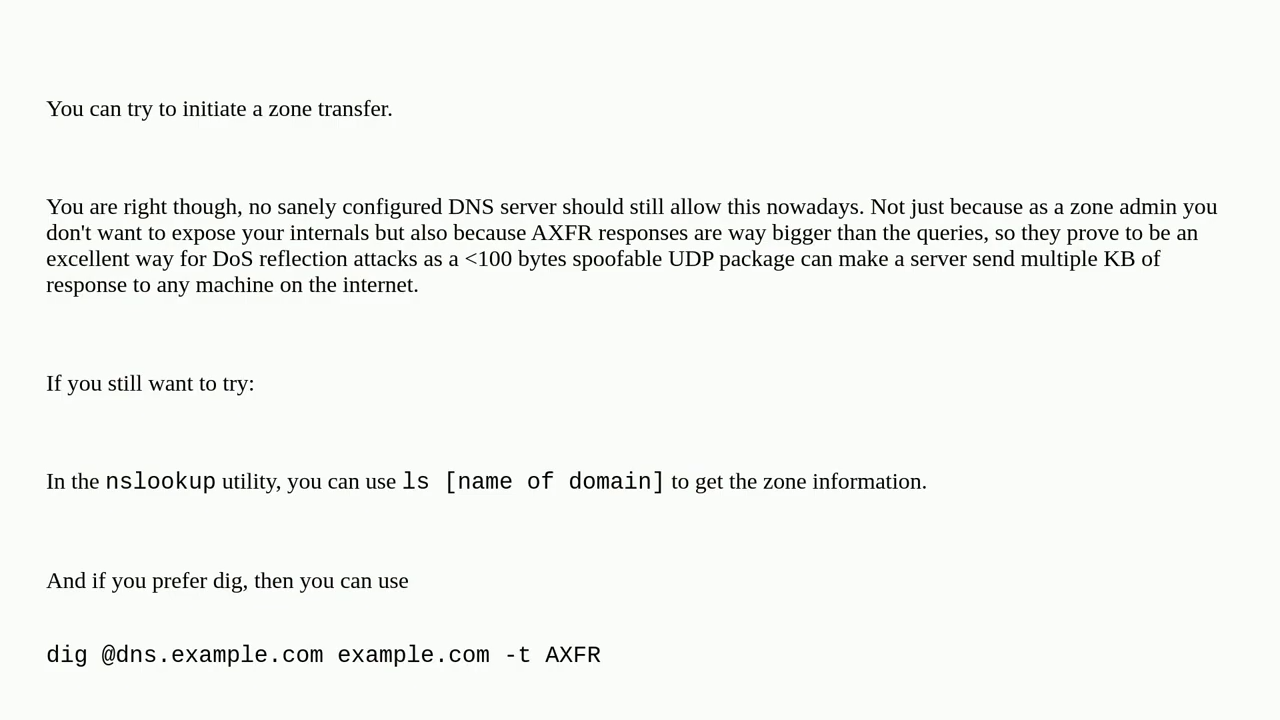 You can try to initiate a zone transfer.
You are right though, no sanely configured DNS server should still allow this nowadays. Not just because as a zone admin you
don't want to expose your internals but also because AXFR responses are way bigger than the queries, so they prove to be an
excellent way for DoS reflection attacks as a <100 bytes spoofable UDP package can make a server send multiple KB of
response to any machine on the internet.
If you still want to try:
In the nslookup utility, you can use ls [name of domain] to get the zone information.
And if you prefer dig, then you can use
dig @dns.example.com example.com -t AXFR